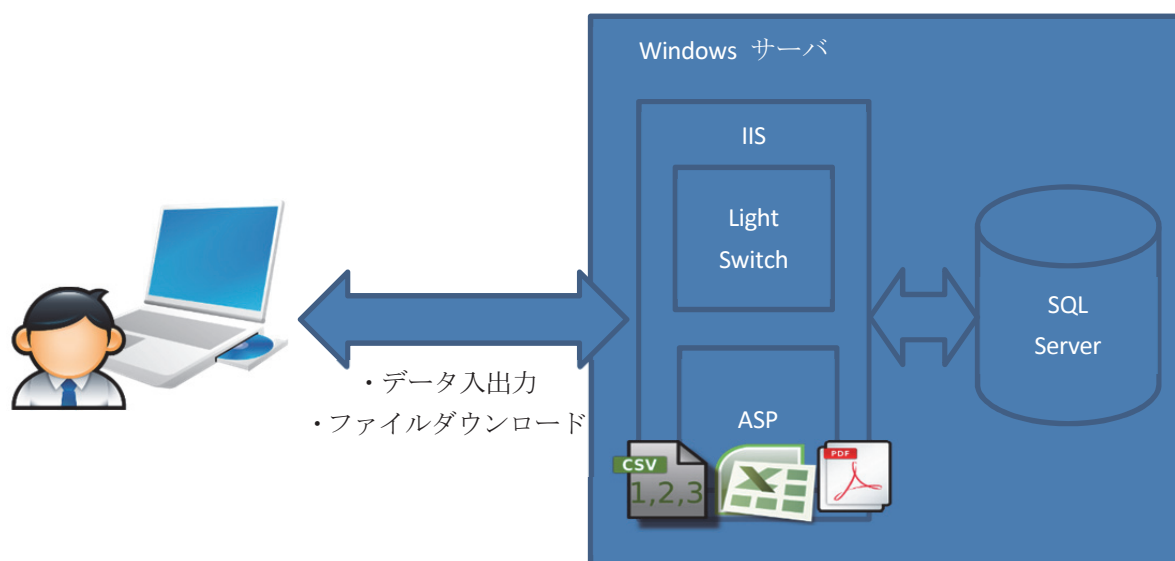 Windows サーバ
IIS
Light
Switch
SQL
Server
・データ入出力
・ファイルダウンロード
ASP
CSV
1,2,3
X
PDF